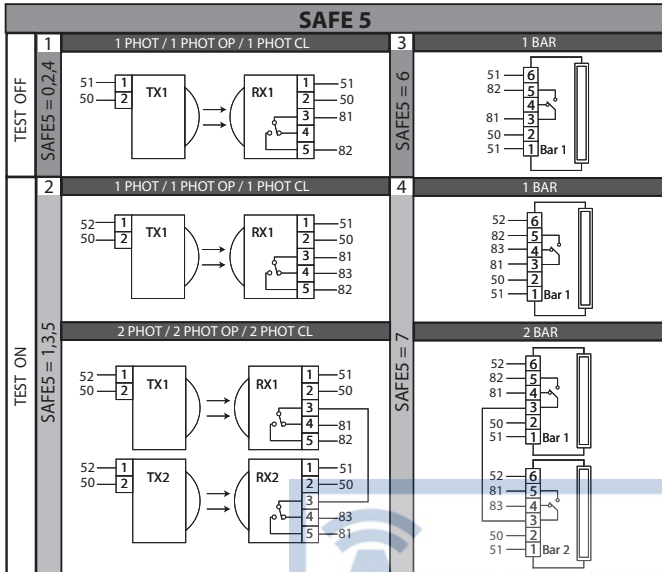 SAFE 5
TEST OFF
SAFE5 = 0,2,4
1 1 PHOT / 1 PHOT OP / 1 PHOT CL
51 1 TX1 RX1 1 51
50 2 2 50
3 81
4
5 82
SAFE5 = 6
3 1 BAR
51 6
82 5
4
81 3
50 2
51 1 Bar 1
TEST ON
SAFE5 = 1,3,5
2 1 PHOT / 1 PHOT OP / 1 PHOT CL
52 1 TX1 RX1 1 51
50 2 2 50
3 81
4 83
5 82
2 PHOT / 2 PHOT OP / 2 PHOT CL
52 1 TX1 RX1 1 51
50 2 2 50
3
4 81
5 82
52 1 TX2 RX2 1 51
50 2 2 50
3
4 83
5 81
SAFE5 = 7
4 1 BAR
52 6
82 5
83 4
81 3
50 2
51 1 Bar 1
2 BAR
52 6
82 5
81 4
3
50 2
51 1 Bar 1
52 6
81 5
83 4
3
50 2
51 1 Bar 2